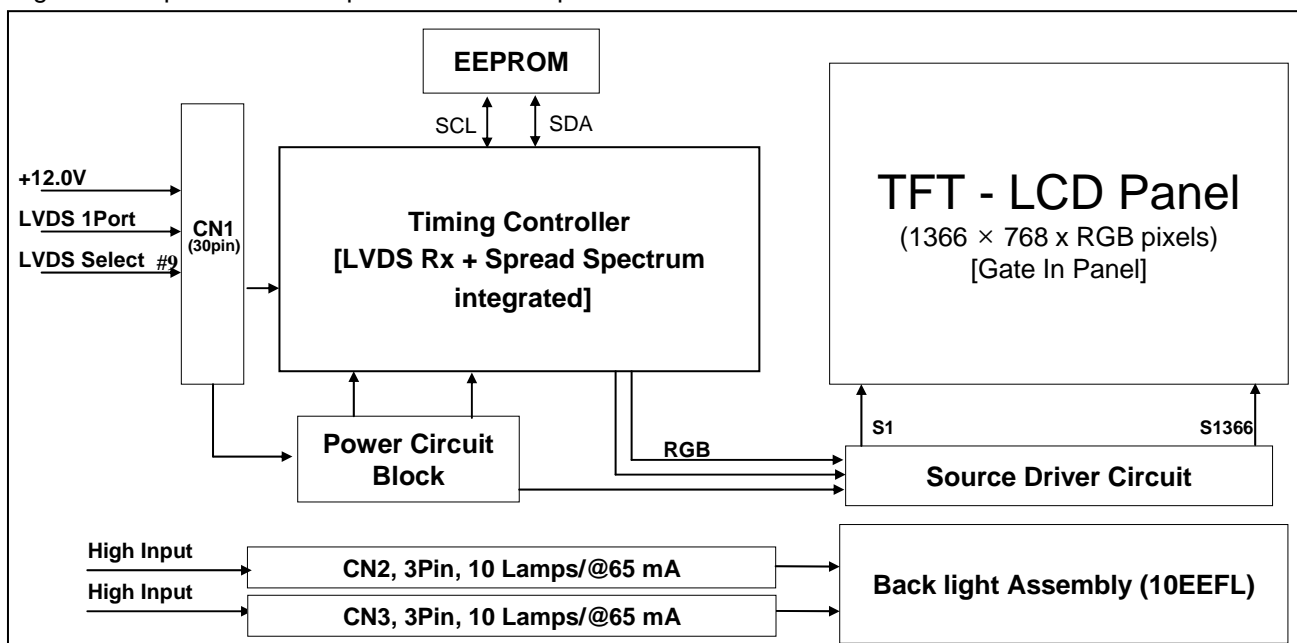 EEPROM
SCL
SDA
+12.0V
LVDS 1Port
LVDS Select #9
CN1
(30pin)
Timing Controller
[LVDS Rx + Spread Spectrum
integrated]
TFT - LCD Panel
(1366 × 768 x RGB pixels)
[Gate In Panel]
S1
S1366
Power Circuit
Block
RGB
Source Driver Circuit
High Input
CN2, 3Pin, 10 Lamps/@65 mA
High Input
CN3, 3Pin, 10 Lamps/@65 mA
Back light Assembly (10EEFL)